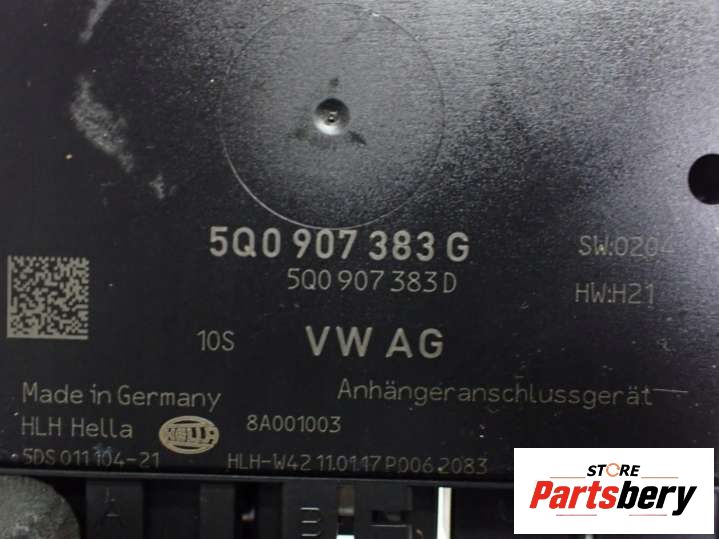 5Q0 907 383 G
SW:0204
5Q0 907 383 D
HW:H21
10S
VW AG
Made in Germany
Anhängeranschlussgerät
HLH Hella
HELLA
8A001003
5DS 011 104-21
HLH-W42 11.01.17 P006 2083
A
B
STORE
Partsbery